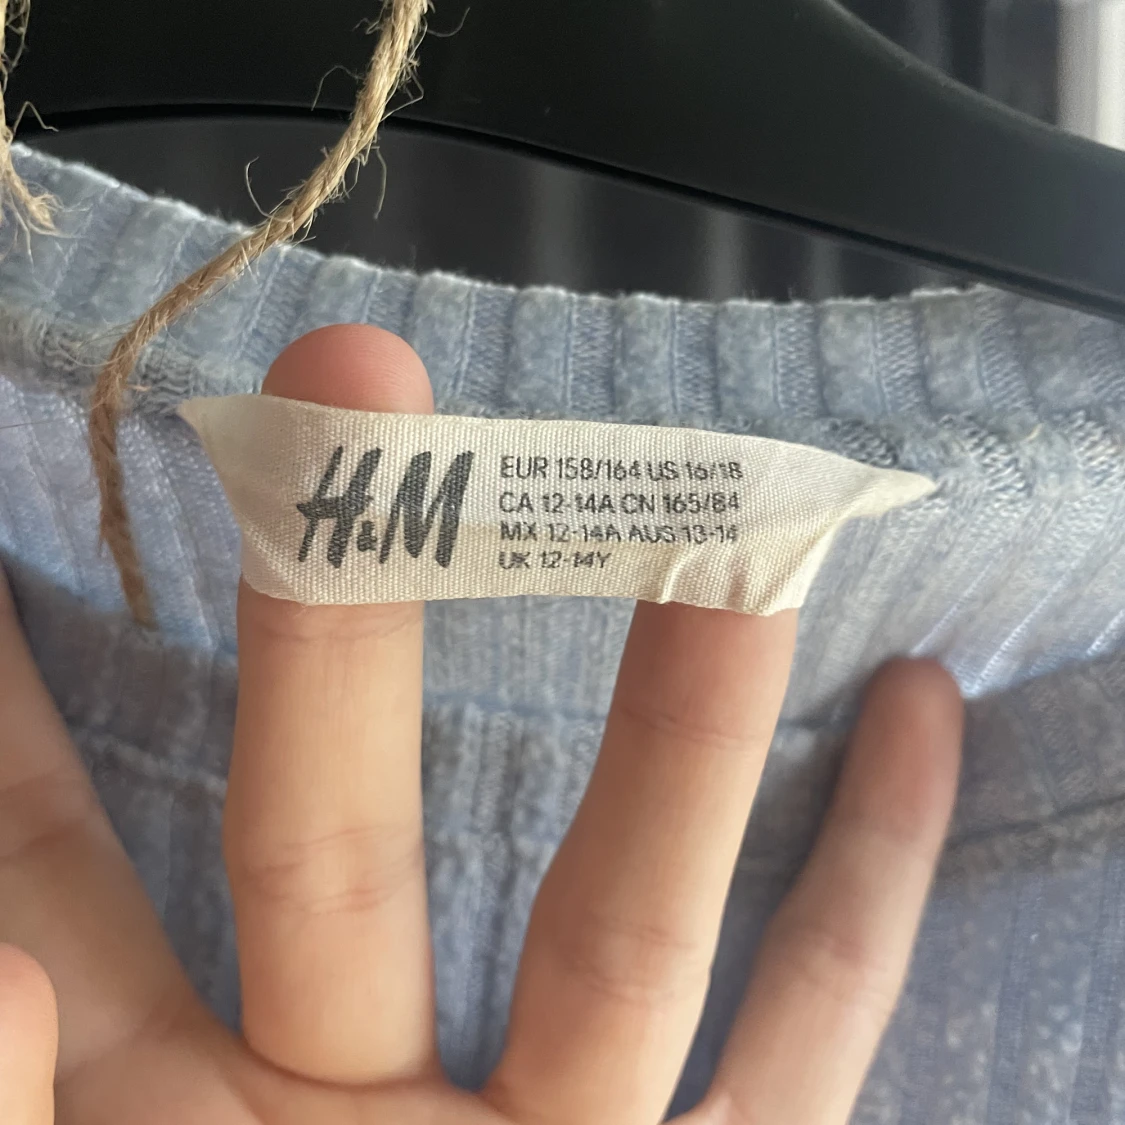 H&M
EUR 158/164 US 16/18
CA 12-14A CN 165/84
MX 12-14A AUS 13-14
UK 12-14Y